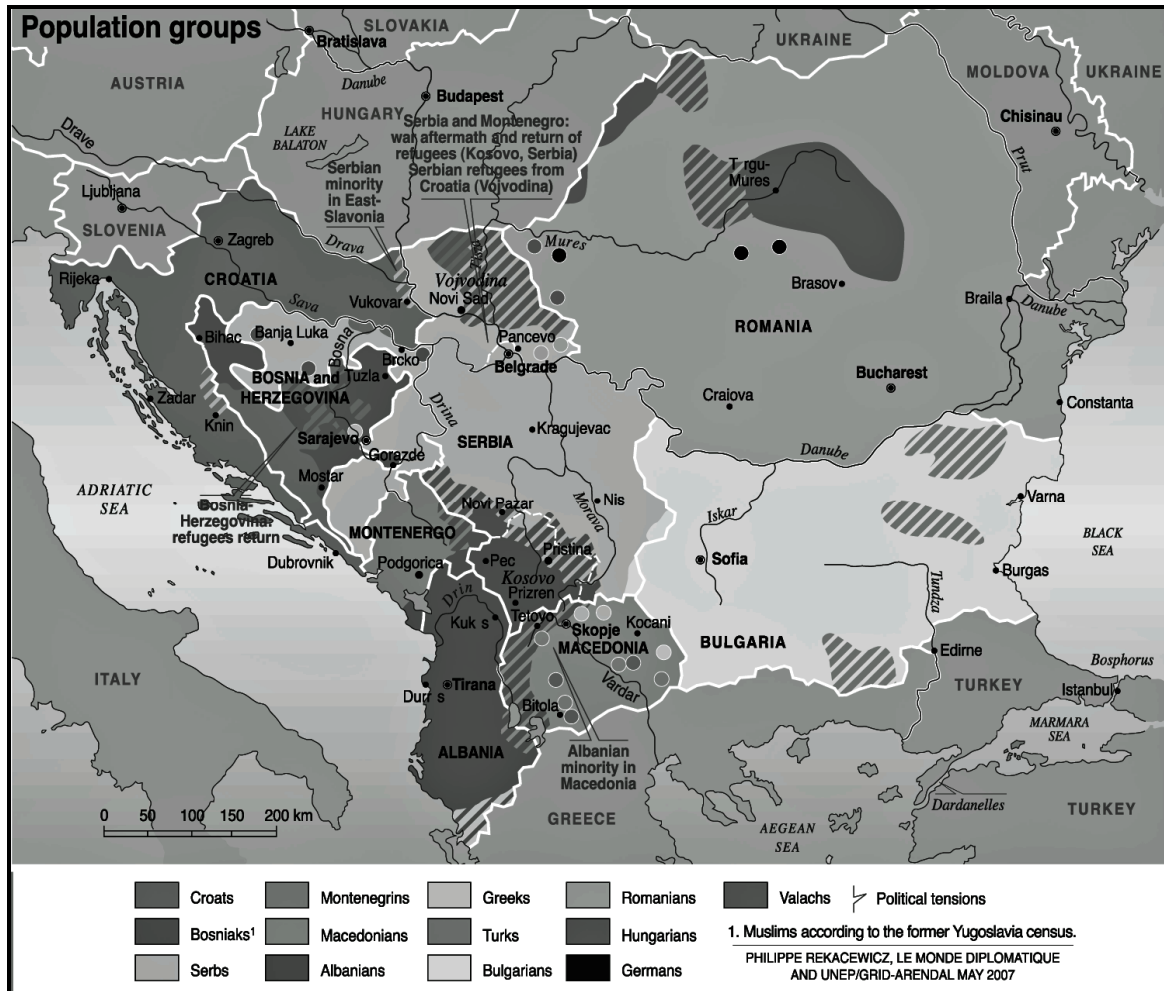 Population groups
SLOVAKIA
Bratislava
UKRAINE
AUSTRIA
Danube
MOLDOVA
UKRAINE
Budapest
HUNGARY
Chisinau
Drave
LAKE
BALATON
Serbia and Montenegro:
war aftermath and return of
refugees (Kosovo, Serbia)
Serbian refugees from
Croatia (Vojvodina)
Prut
Serbian
minority
in East-
Slavonia
T rgu-
Mures
Ljubljana
SLOVENIA
Zagreb
Drava
Mures
Rijeka
CROATIA
Vojvodina
Brasov
Sava
Vukovar
Novi Sad
Braila
Danube
Bihac
Banja Luka
Bosna
Pancevo
ROMANIA
Brcko
Belgrade
BOSNIA and
HERZEGOVINA
Tuzla
Bucharest
Zadar
Drina
Craiova
Constanta
Knin
Sarajevo
SERBIA
Kragujevac
Gorazde
Danube
Mostar
ADRIATIC
SEA
Bosnia-
Herzegovina:
refugees return
Novi Pazar
Nis
Morava
Iskar
Varna
MONTENERGO
BLACK
SEA
Dubrovnik
Podgorica
Pec
Pristina
Sofia
Kosovo
Burgas
Drin
Prizren
Tundza
Kuk s
Tetovo
Skopje
Kocani
MACEDONIA
BULGARIA
Edirne
Bosphorus
ITALY
Tirana
Vardar
TURKEY
Istanbul
Durr s
Bitola
MARMARA
SEA
ALBANIA
Albanian
minority in
Macedonia
Dardanelles
0 50 100 200 km
GREECE
AEGEAN
SEA
TURKEY
Croats
Montenegrins
Greeks
Romanians
Valachs
Political tensions
Bosniaks1
Macedonians
Turks
Hungarians
1. Muslims according to the former Yugoslavia census.
Serbs
Albanians
Bulgarians
Germans
PHILIPPE REKACEWICZ, LE MONDE DIPLOMATIQUE
AND UNEP/GRID-ARENDAL MAY 2007